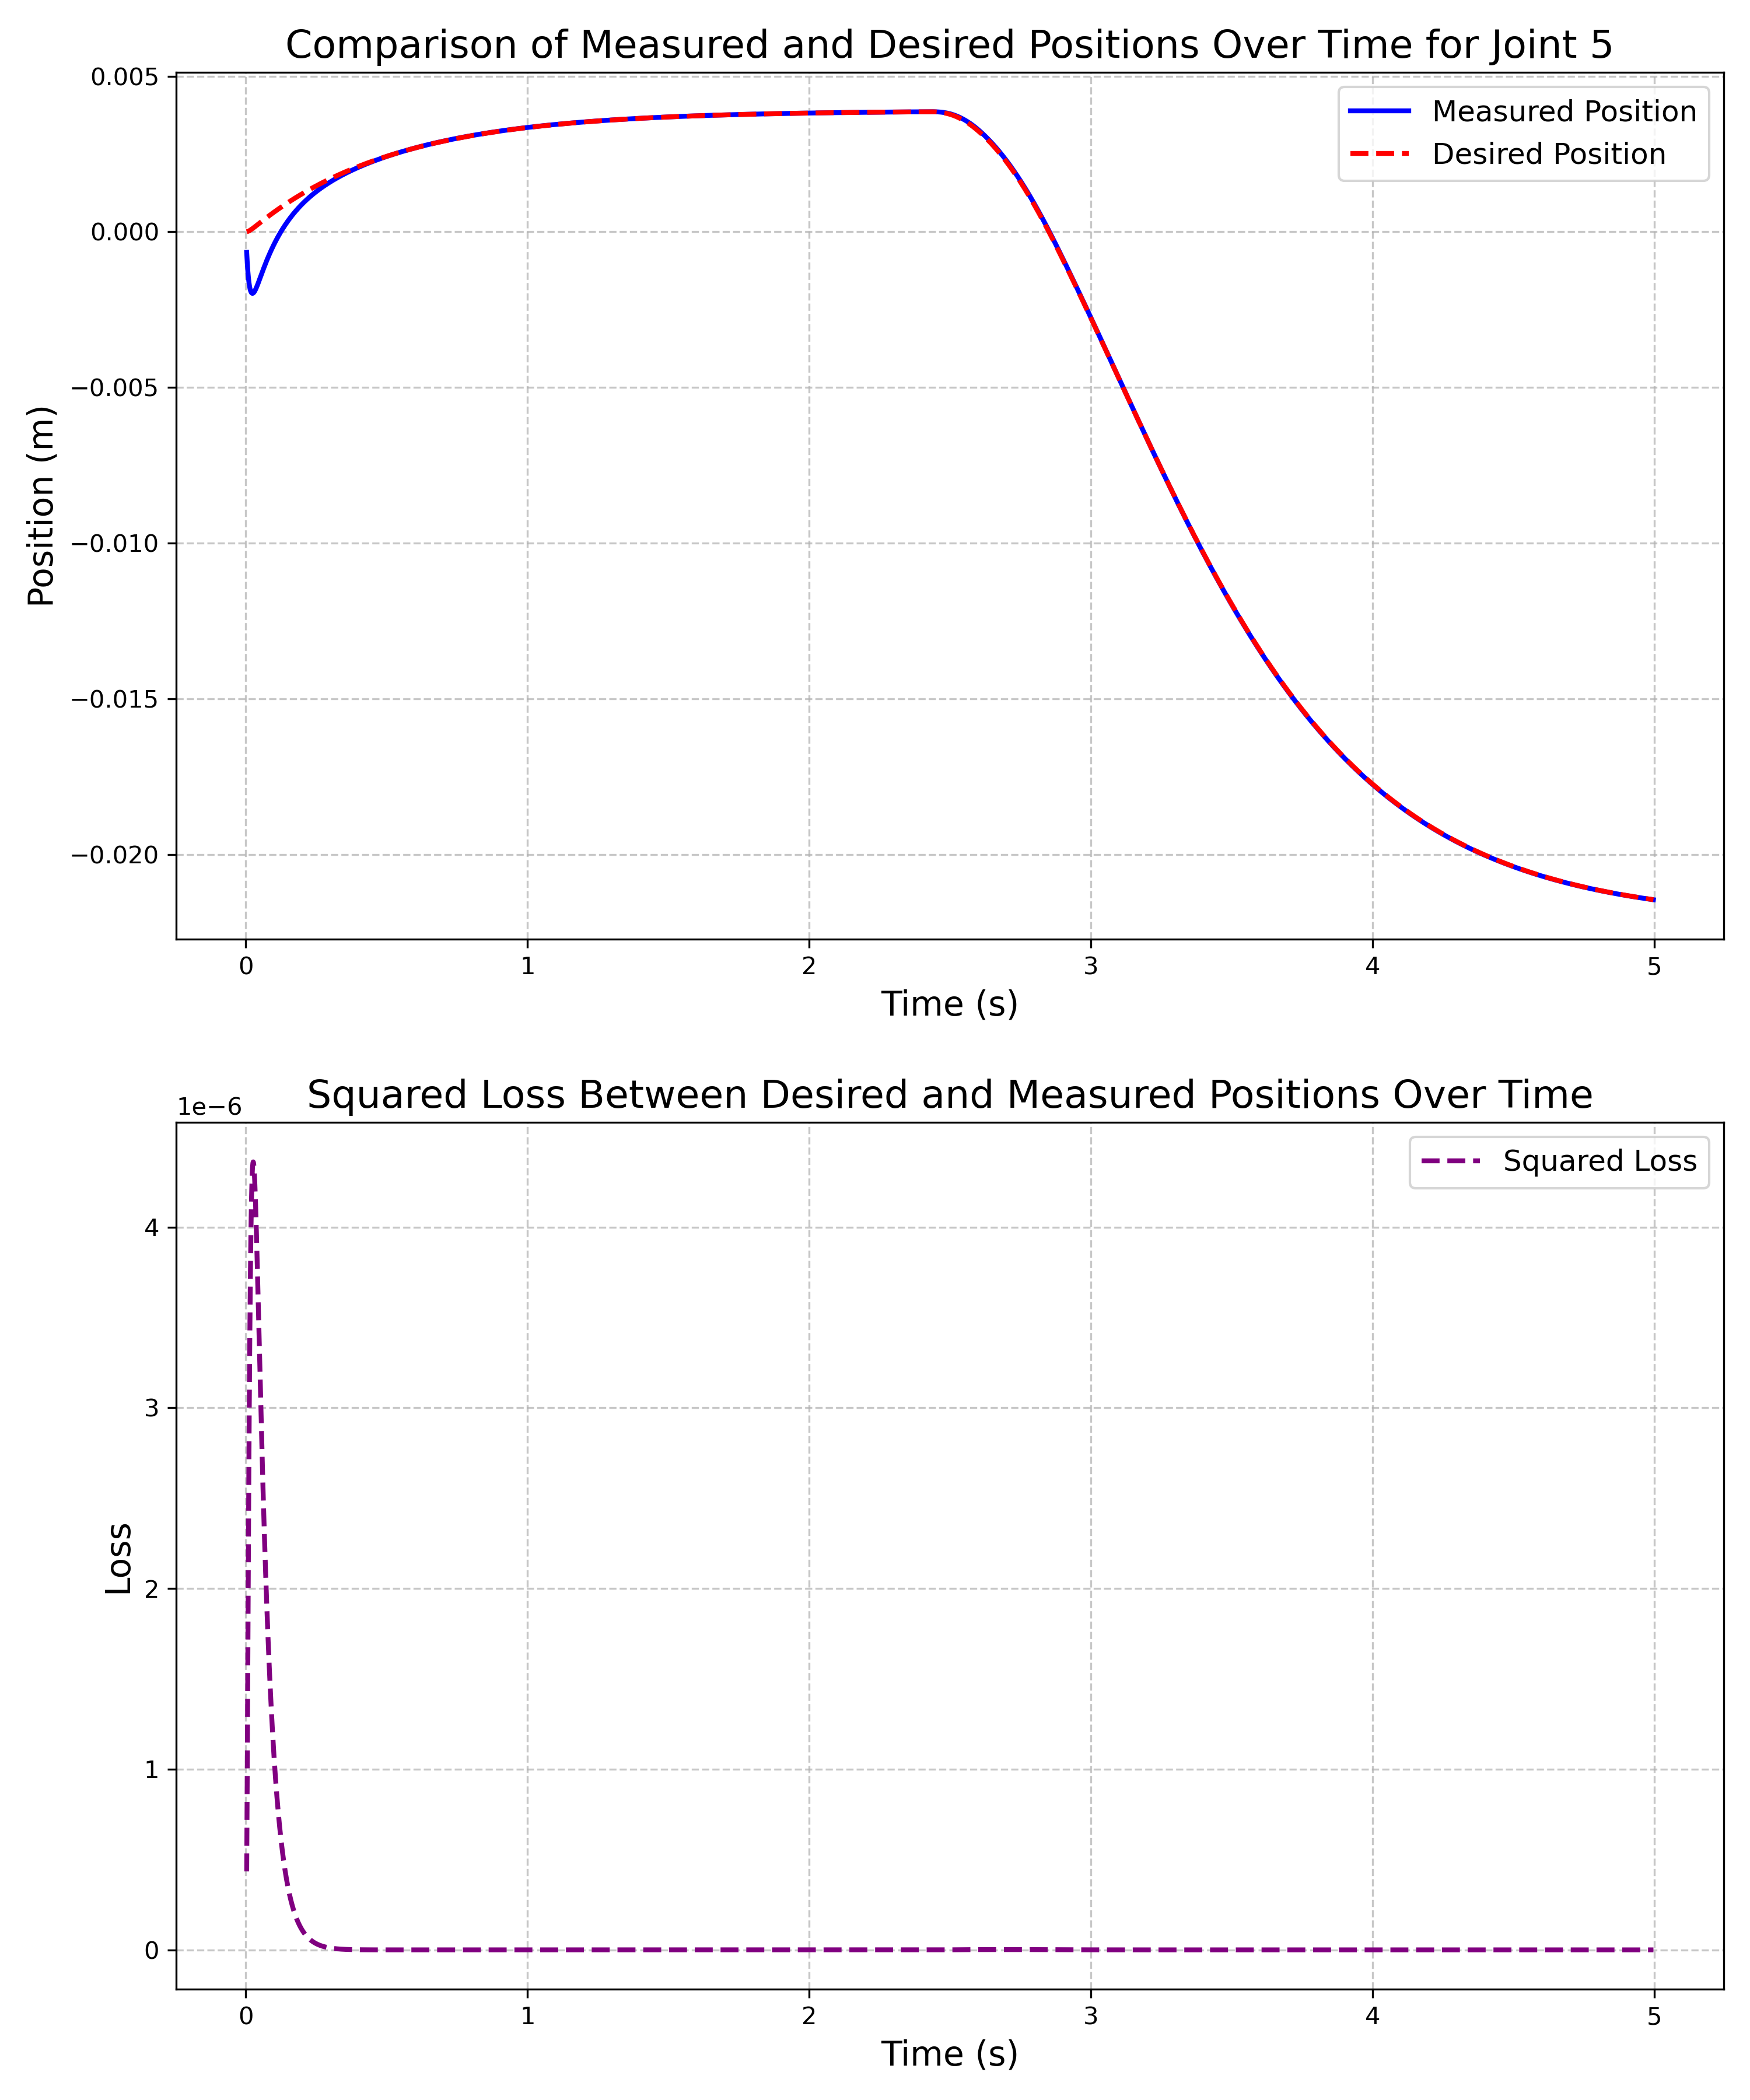 Comparison of Measured and Desired Positions Over Time for Joint 5
0.005
0.000
−0.005
−0.010
−0.015
−0.020
Position (m)
Measured Position
Desired Position
0 1 2 3 4 5
Time (s)
Squared Loss Between Desired and Measured Positions Over Time
1e−6
4
3
2
1
0
Loss
Squared Loss
0 1 2 3 4 5
Time (s)